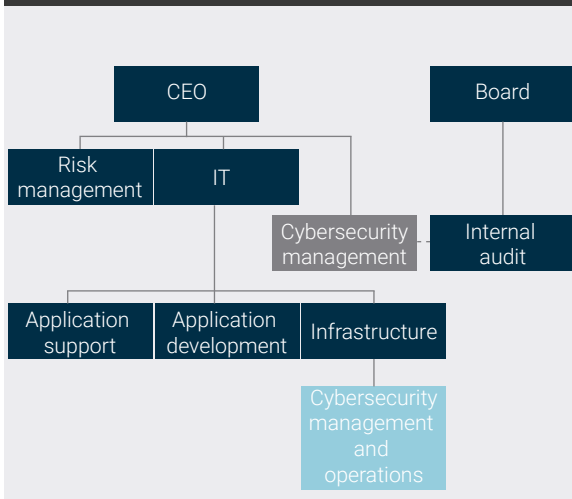 CEO
Board
Risk
management
IT
Cybersecurity
management
Internal
audit
Application
support
Application
development
Infrastructure
Cybersecurity
management
and
operations